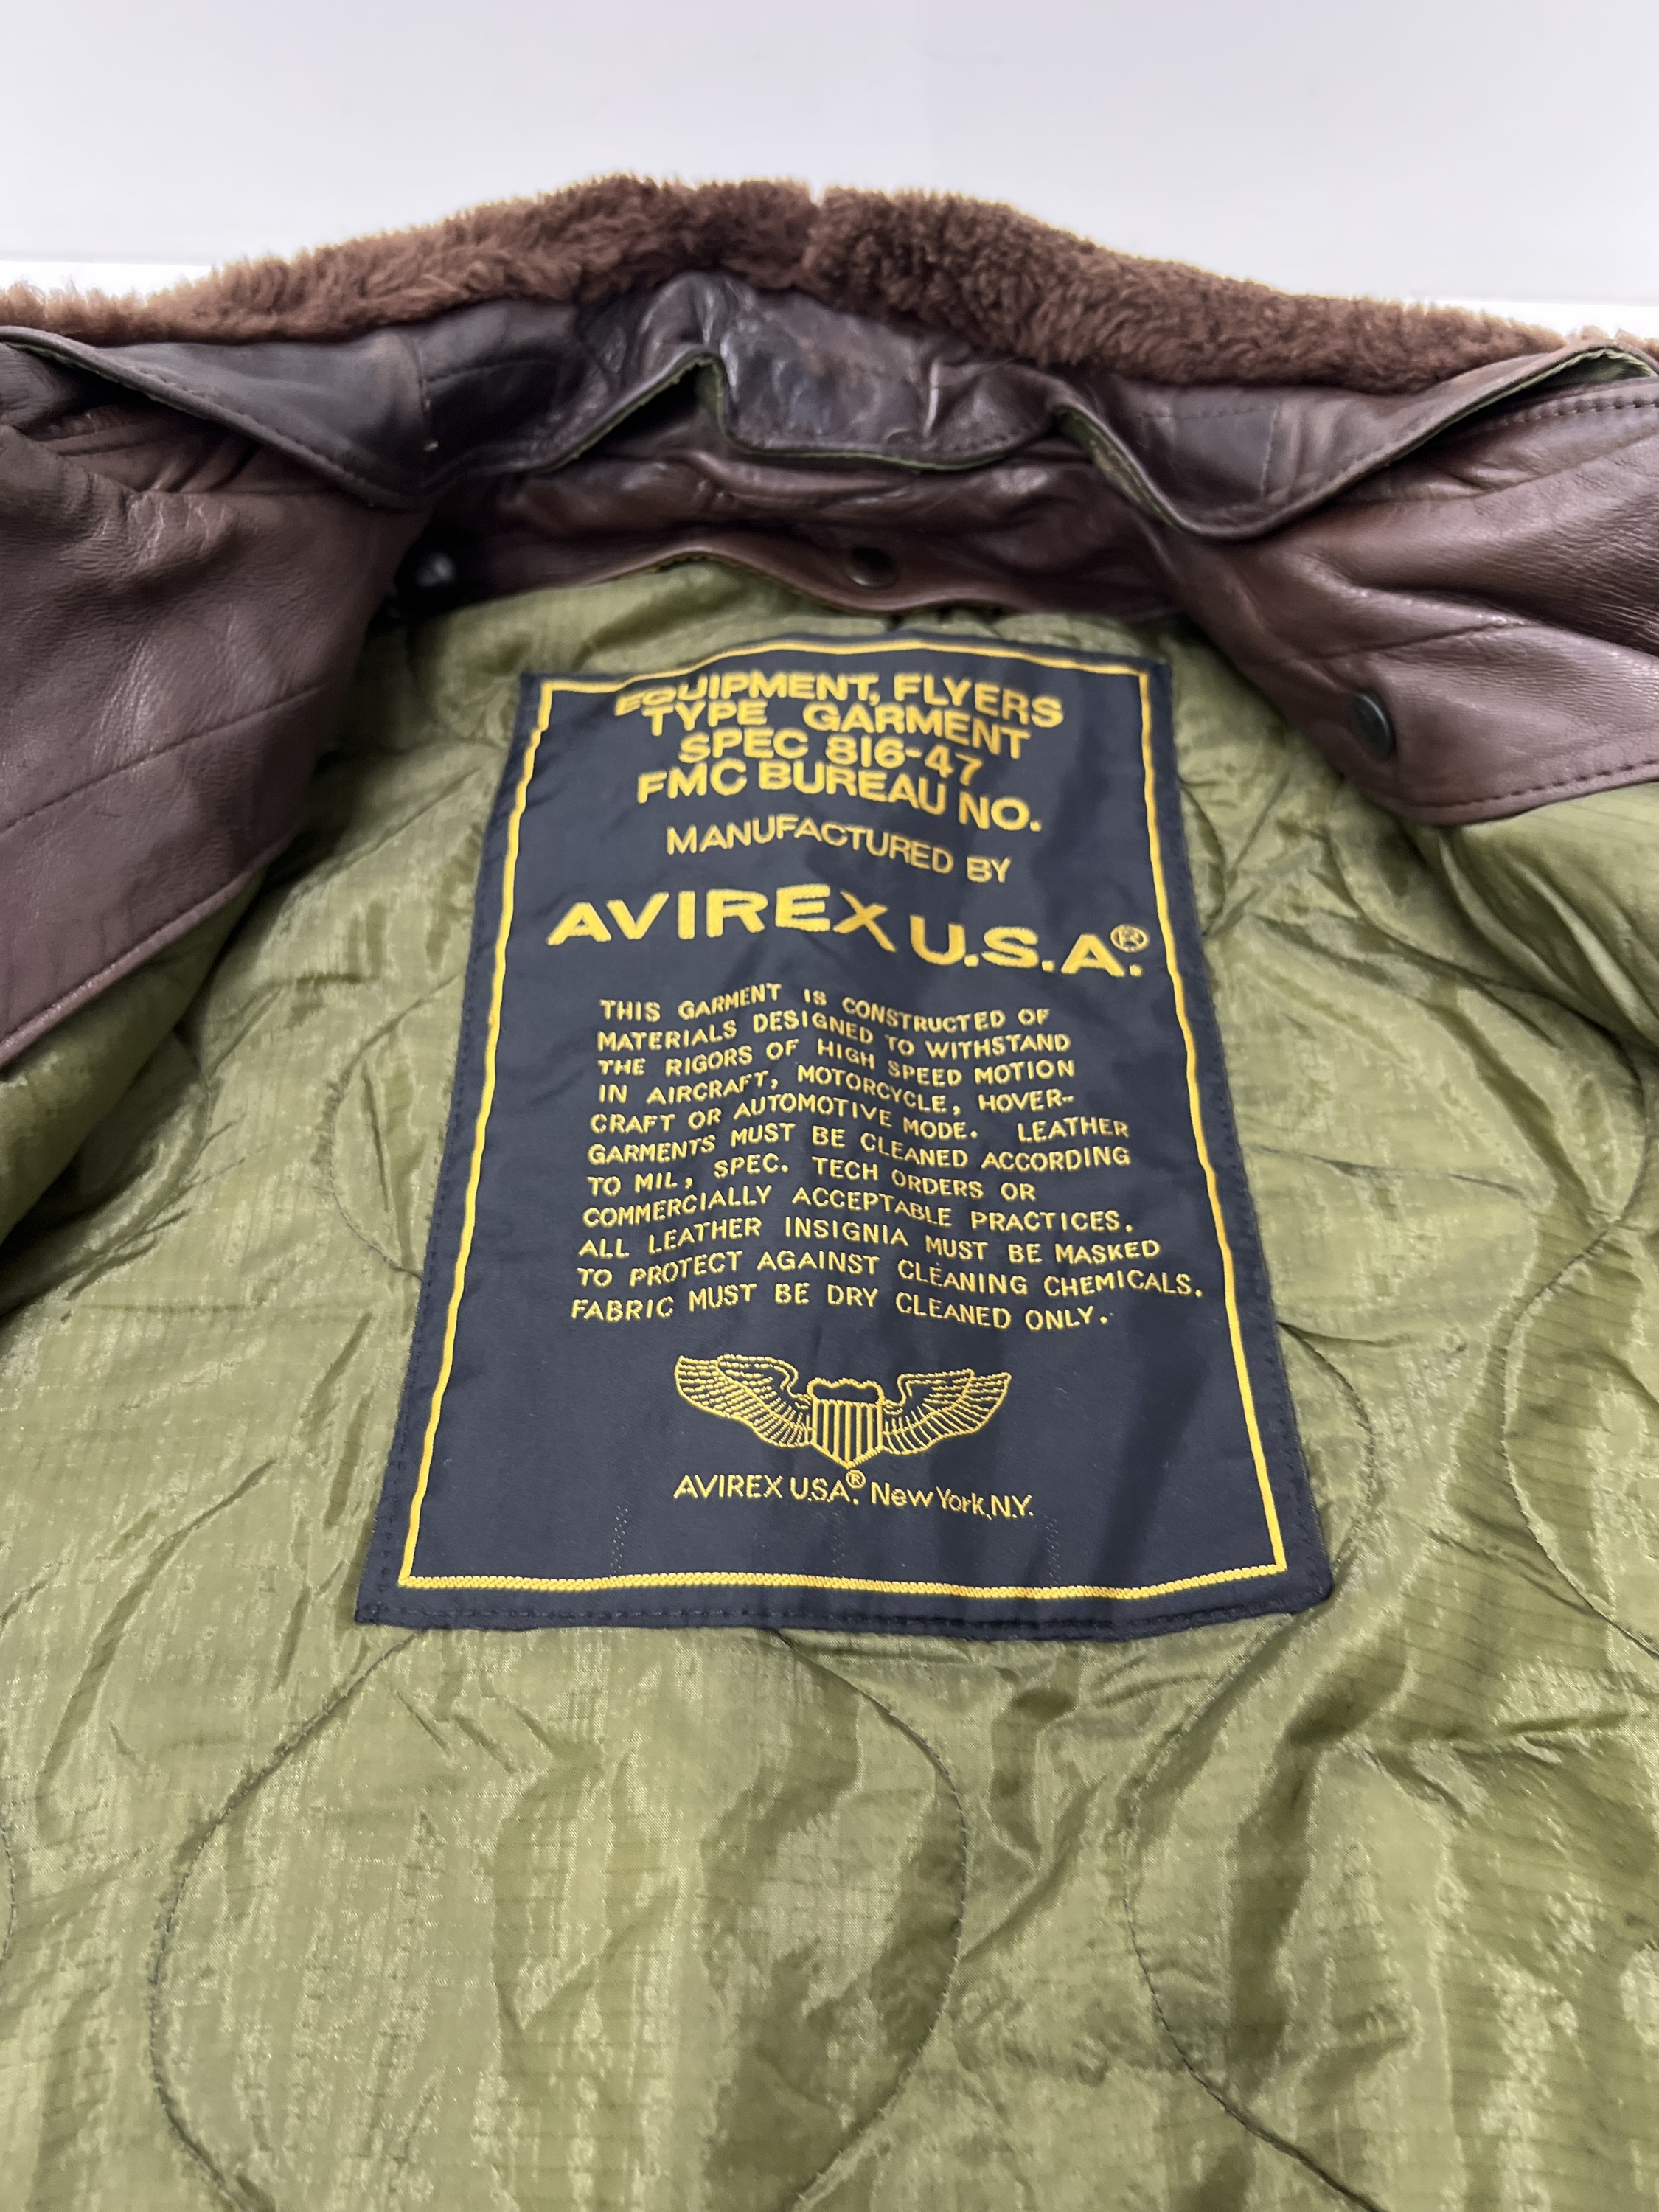 EQUIPMENT, FLYERS
TYPE GARMENT
SPEC 816-47
FMC BUREAU NO.
MANUFACTURED BY
AVIREX U.S.A.®
THIS GARMENT IS CONSTRUCTED OF
MATERIALS DESIGNED TO WITHSTAND
THE RIGORS OF HIGH SPEED MOTION
IN AIRCRAFT, MOTORCYCLE, HOVER-
CRAFT OR AUTOMOTIVE MODE. LEATHER
GARMENTS MUST BE CLEANED ACCORDING
TO MIL, SPEC. TECH ORDERS OR
COMMERCIALLY ACCEPTABLE PRACTICES.
ALL LEATHER INSIGNIA MUST BE MASKED
TO PROTECT AGAINST CLEANING CHEMICALS.
FABRIC MUST BE DRY CLEANED ONLY.
AVIREX U.S.A.® New York, N.Y.